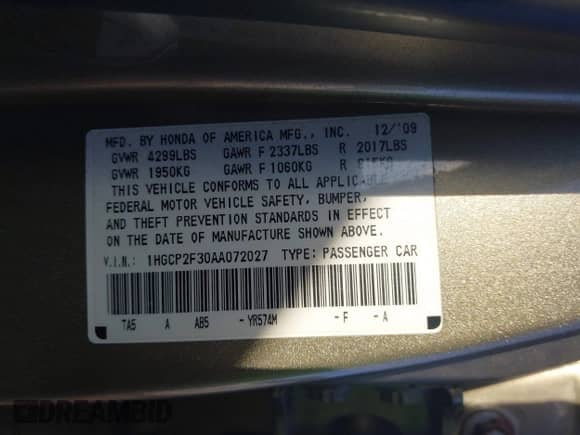 MFD. BY HONDA OF AMERICA MFG., INC. 12/'09
GVWR 4299LBS GAWR F 2337LBS R 2017LBS
GVWR 1950KG GAWR F 1060KG R 915KG
THIS VEHICLE CONFORMS TO ALL APPLICABLE
FEDERAL MOTOR VEHICLE SAFETY, BUMPER,
AND THEFT PREVENTION STANDARDS IN EFFECT
ON THE DATE OF MANUFACTURE SHOWN ABOVE.
V.I.N.: 1HGCP2F30AA072027 TYPE: PASSENGER CAR
TA5 A AB5 - YR574M - F - A
DREAMBID